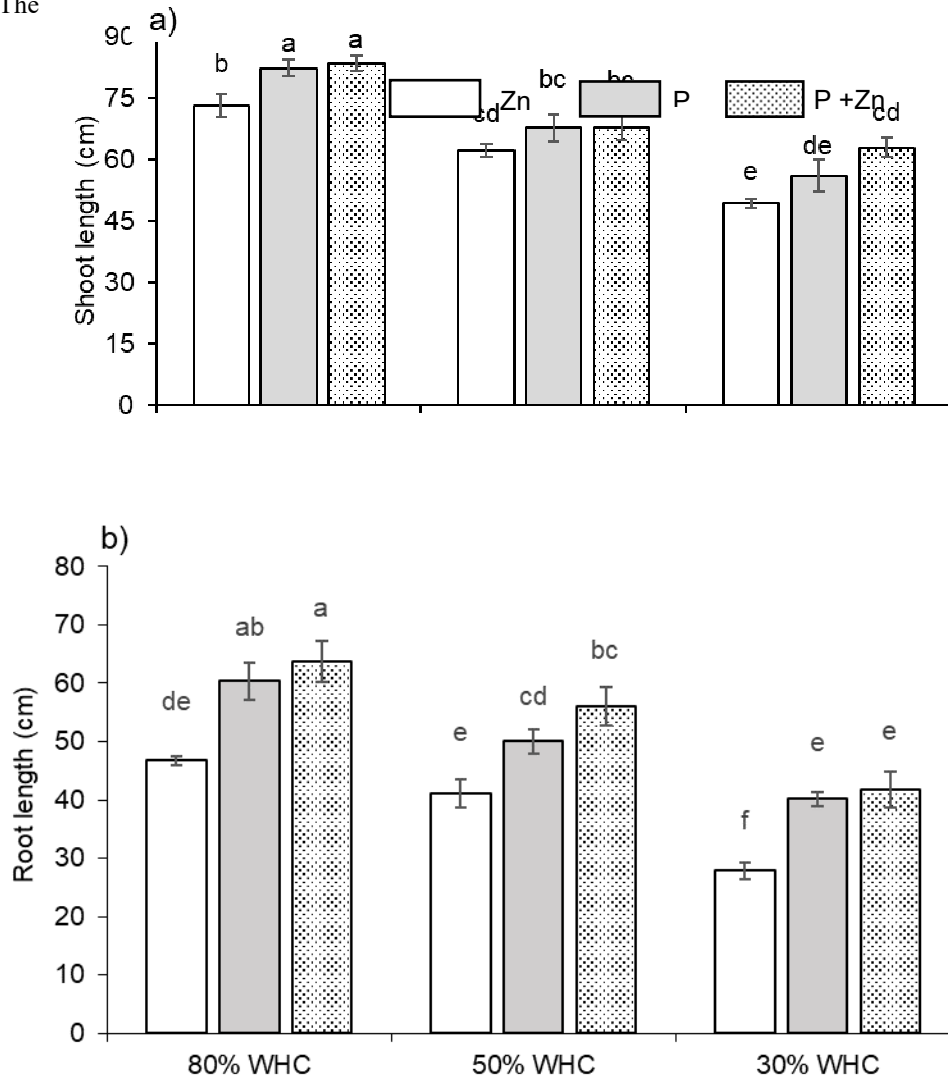 The
a)
90
b a a
Zn P P +Zn
cd bc bc
e de cd
75
60
45
30
15
0
Shoot length (cm)
b)
80
70
60
50
40
30
20
10
0
Root length (cm)
de ab a
e cd bc
f e e
80% WHC 50% WHC 30% WHC